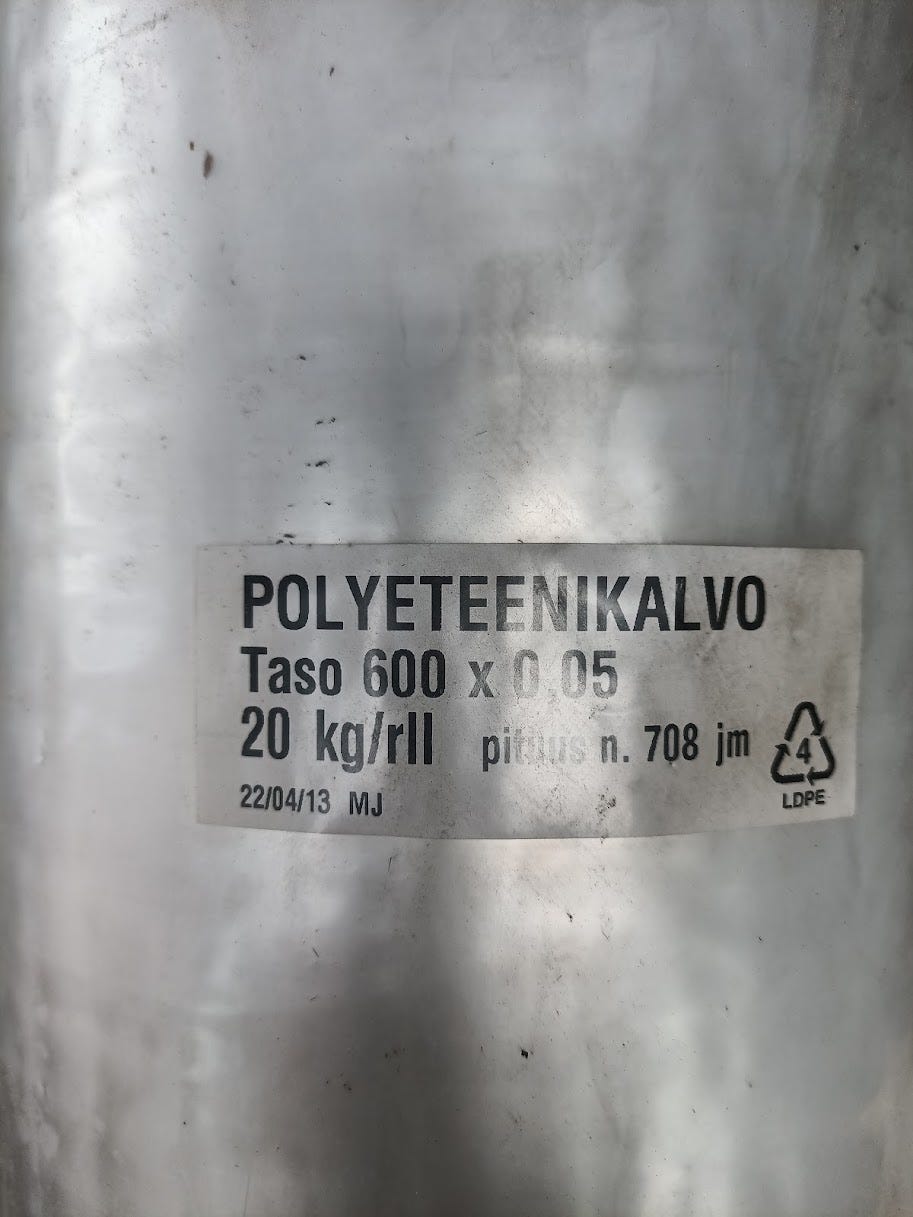 POLYETEENIKALVO
Taso 600 x 0.05
20 kg/rll pituus n. 708 jm
22/04/13 MJ
4
LDPE